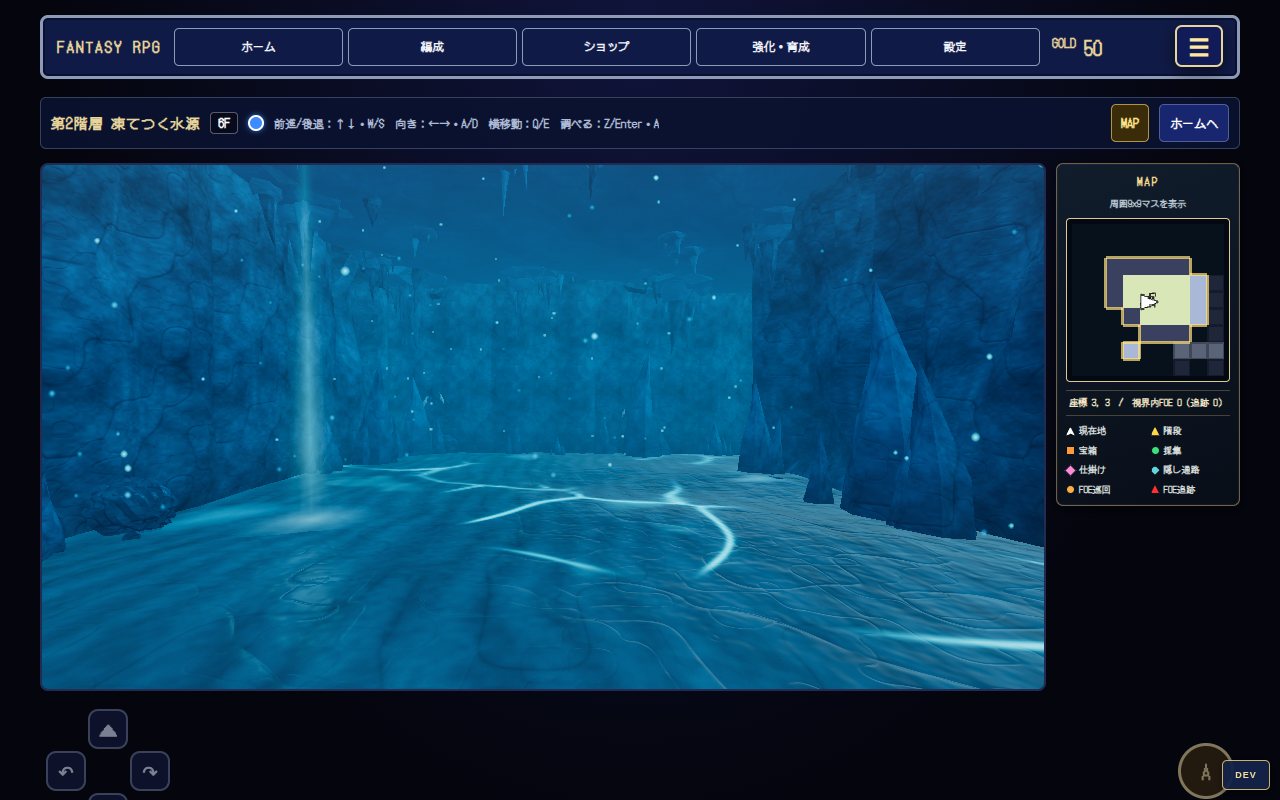 FANTASY RPG
ホーム
編成
ショップ
強化・育成
設定
GOLD 50
第2階層 凍てつく水源
6F
前進/後退：↑↓・W/S 向き：←→・A/D 横移動：Q/E 調べる：Z/Enter・A
MAP
ホームへ
MAP
周囲9x9マスを表示
座標 3, 3 / 視界内FOE 0（追跡 0）
現在地
階段
宝箱
採集
仕掛け
隠し通路
FOE巡回
FOE追跡
A
DEV